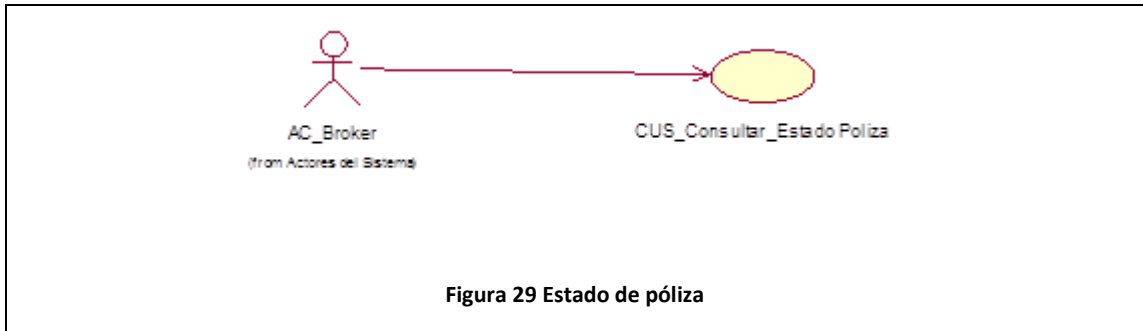 AC_Broker
(from Actores del Sistema)
CUS_Consultar_Estado Poliza
Figura 29 Estado de póliza